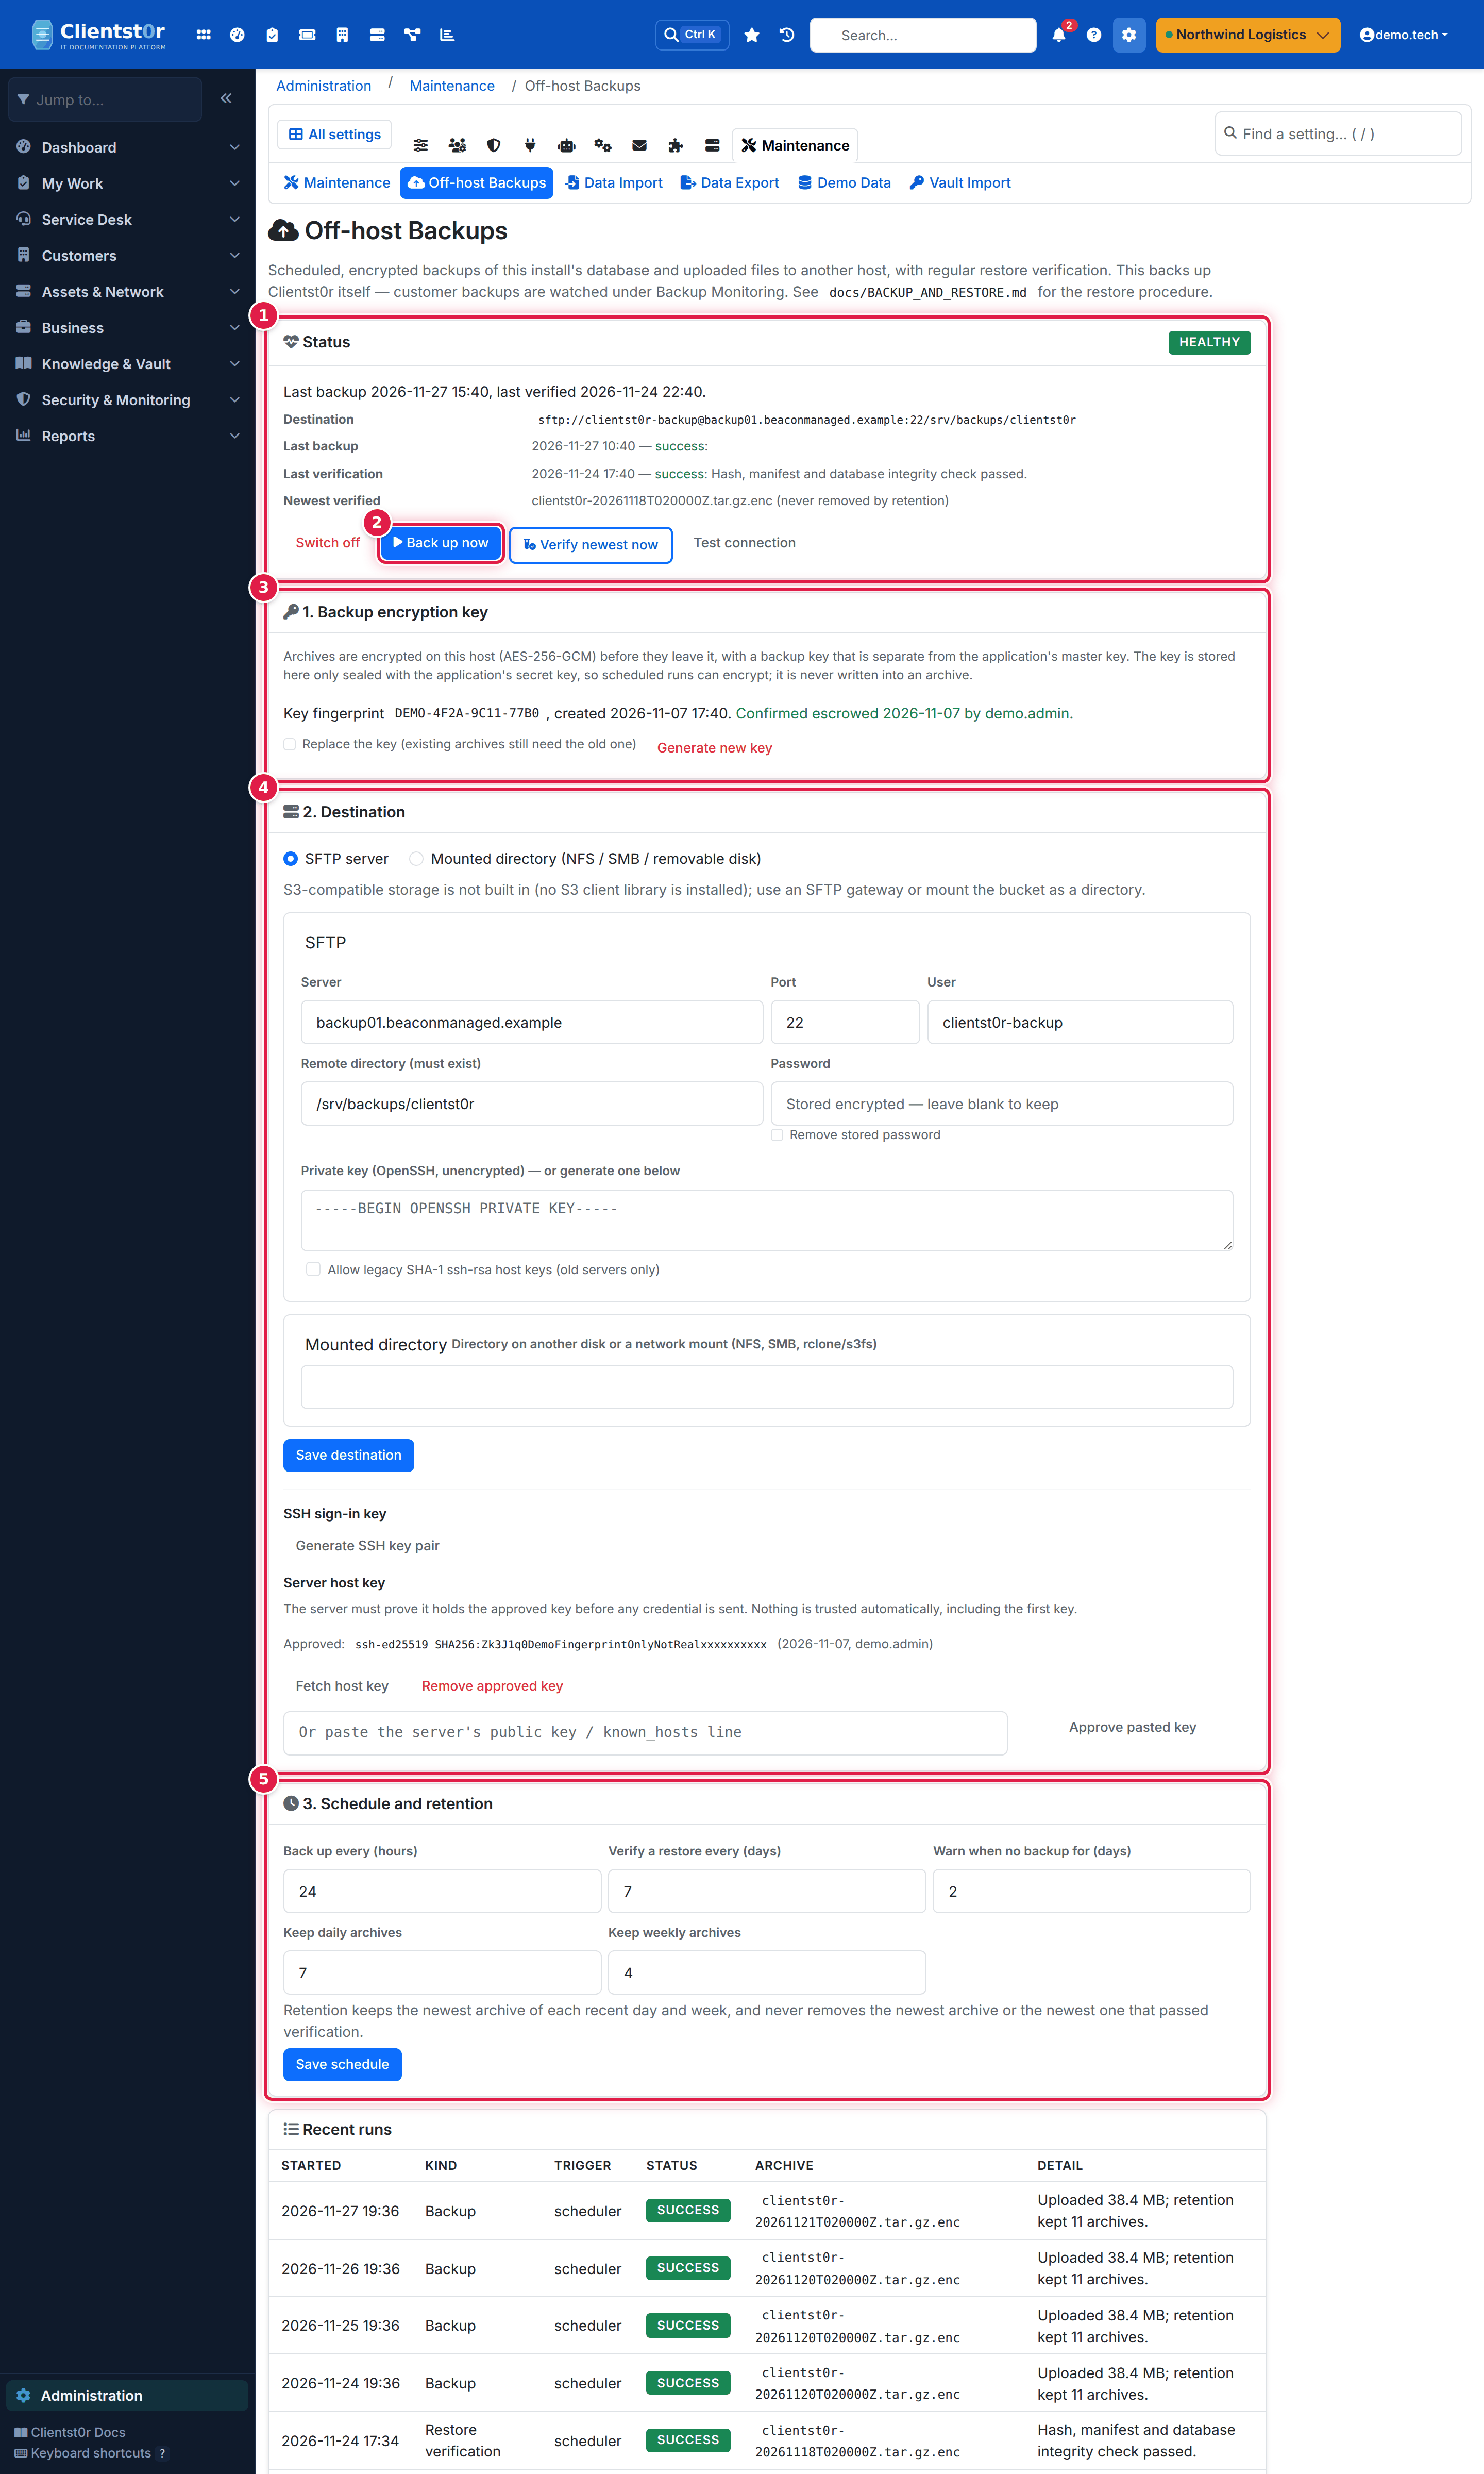 Clientst0r
IT DOCUMENTATION PLATFORM
Ctrl K
Search...
2
Northwind Logistics
demo.tech
Jump to...
Dashboard
My Work
Service Desk
Customers
Assets & Network
Business
Knowledge & Vault
Security & Monitoring
Reports
Administration
Clientst0r Docs
Keyboard shortcuts ?
Administration / Maintenance / Off-host Backups
All settings
Maintenance
Find a setting... ( / )
Maintenance
Off-host Backups
Data Import
Data Export
Demo Data
Vault Import
Off-host Backups
Scheduled, encrypted backups of this install's database and uploaded files to another host, with regular restore verification. This backs up
Clientst0r itself — customer backups are watched under Backup Monitoring. See docs/BACKUP_AND_RESTORE.md for the restore procedure.
1
Status
HEALTHY
Last backup 2026-11-27 15:40, last verified 2026-11-24 22:40.
Destination sftp://clientst0r-backup@backup01.beaconmanaged.example:22/srv/backups/clientst0r
Last backup 2026-11-27 10:40 — success:
Last verification 2026-11-24 17:40 — success: Hash, manifest and database integrity check passed.
Newest verified clientst0r-20261118T020000Z.tar.gz.enc (never removed by retention)
2
Switch off
Back up now
Verify newest now
Test connection
3
1. Backup encryption key
Archives are encrypted on this host (AES-256-GCM) before they leave it, with a backup key that is separate from the application's master key. The key is stored
here only sealed with the application's secret key, so scheduled runs can encrypt; it is never written into an archive.
Key fingerprint DEMO-4F2A-9C11-77B0 , created 2026-11-07 17:40. Confirmed escrowed 2026-11-07 by demo.admin.
Replace the key (existing archives still need the old one)
Generate new key
4
2. Destination
SFTP server
Mounted directory (NFS / SMB / removable disk)
S3-compatible storage is not built in (no S3 client library is installed); use an SFTP gateway or mount the bucket as a directory.
SFTP
Server Port User
backup01.beaconmanaged.example 22 clientst0r-backup
Remote directory (must exist) Password
/srv/backups/clientst0r Stored encrypted — leave blank to keep
Remove stored password
Private key (OpenSSH, unencrypted) — or generate one below
-----BEGIN OPENSSH PRIVATE KEY-----
Allow legacy SHA-1 ssh-rsa host keys (old servers only)
Mounted directory Directory on another disk or a network mount (NFS, SMB, rclone/s3fs)
Save destination
SSH sign-in key
Generate SSH key pair
Server host key
The server must prove it holds the approved key before any credential is sent. Nothing is trusted automatically, including the first key.
Approved: ssh-ed25519 SHA256:Zk3J1q0DemoFingerprintOnlyNotRealxxxxxxxxxx (2026-11-07, demo.admin)
Fetch host key
Remove approved key
Or paste the server's public key / known_hosts line
Approve pasted key
5
3. Schedule and retention
Back up every (hours) Verify a restore every (days) Warn when no backup for (days)
24 7 2
Keep daily archives Keep weekly archives
7 4
Retention keeps the newest archive of each recent day and week, and never removes the newest archive or the newest one that passed
verification.
Save schedule
Recent runs
STARTED KIND TRIGGER STATUS ARCHIVE DETAIL
2026-11-27 19:36 Backup scheduler SUCCESS clientst0r-20261121T020000Z.tar.gz.enc Uploaded 38.4 MB; retention kept 11 archives.
2026-11-26 19:36 Backup scheduler SUCCESS clientst0r-20261120T020000Z.tar.gz.enc Uploaded 38.4 MB; retention kept 11 archives.
2026-11-25 19:36 Backup scheduler SUCCESS clientst0r-20261120T020000Z.tar.gz.enc Uploaded 38.4 MB; retention kept 11 archives.
2026-11-24 19:36 Backup scheduler SUCCESS clientst0r-20261120T020000Z.tar.gz.enc Uploaded 38.4 MB; retention kept 11 archives.
2026-11-24 17:34 Restore verification scheduler SUCCESS clientst0r-20261118T020000Z.tar.gz.enc Hash, manifest and database integrity check passed.